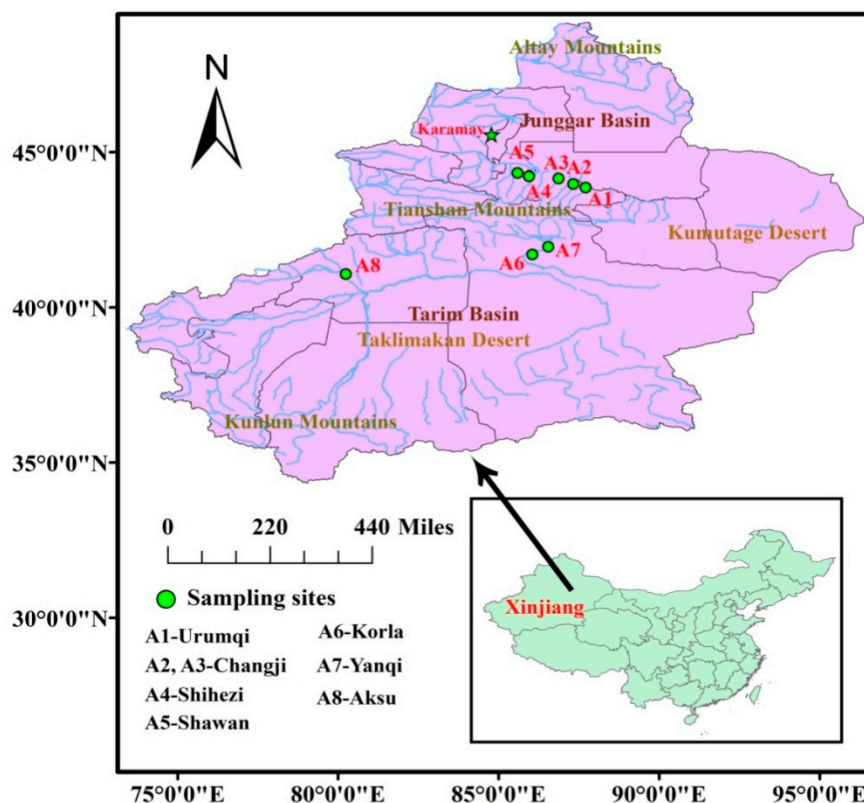 Altay Mountains
N
Karamay
Junggar Basin
45°0'0"N
A5
A3
A2
A4
A1
Tianshan Mountains
Kumutage Desert
A6
A7
A8
40°0'0"N
Tarim Basin
Taklimakan Desert
Kunlun Mountains
35°0'0"N
0 220 440 Miles
Sampling sites
30°0'0"N
Xinjiang
A1-Urumqi
A2, A3-Changji
A4-Shihezi
A5-Shawan
A6-Korla
A7-Yanqi
A8-Aksu
75°0'0"E 80°0'0"E 85°0'0"E 90°0'0"E 95°0'0"E